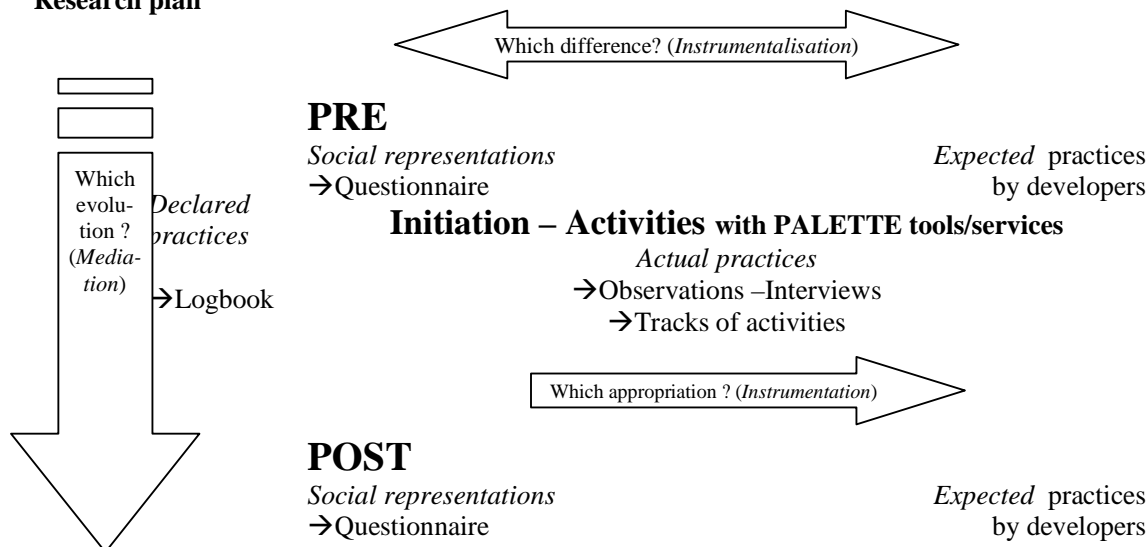 Research plan
Which difference? (Instrumentalisation)
PRE
Social representations
→Questionnaire
Expected practices
by developers
Which
evolu-
tion ?
(Media-
tion)
Declared
practices
→Logbook
Initiation – Activities with PALETTE tools/services
Actual practices
→Observations –Interviews
→Tracks of activities
Which appropriation ? (Instrumentation)
POST
Social representations
→Questionnaire
Expected practices
by developers